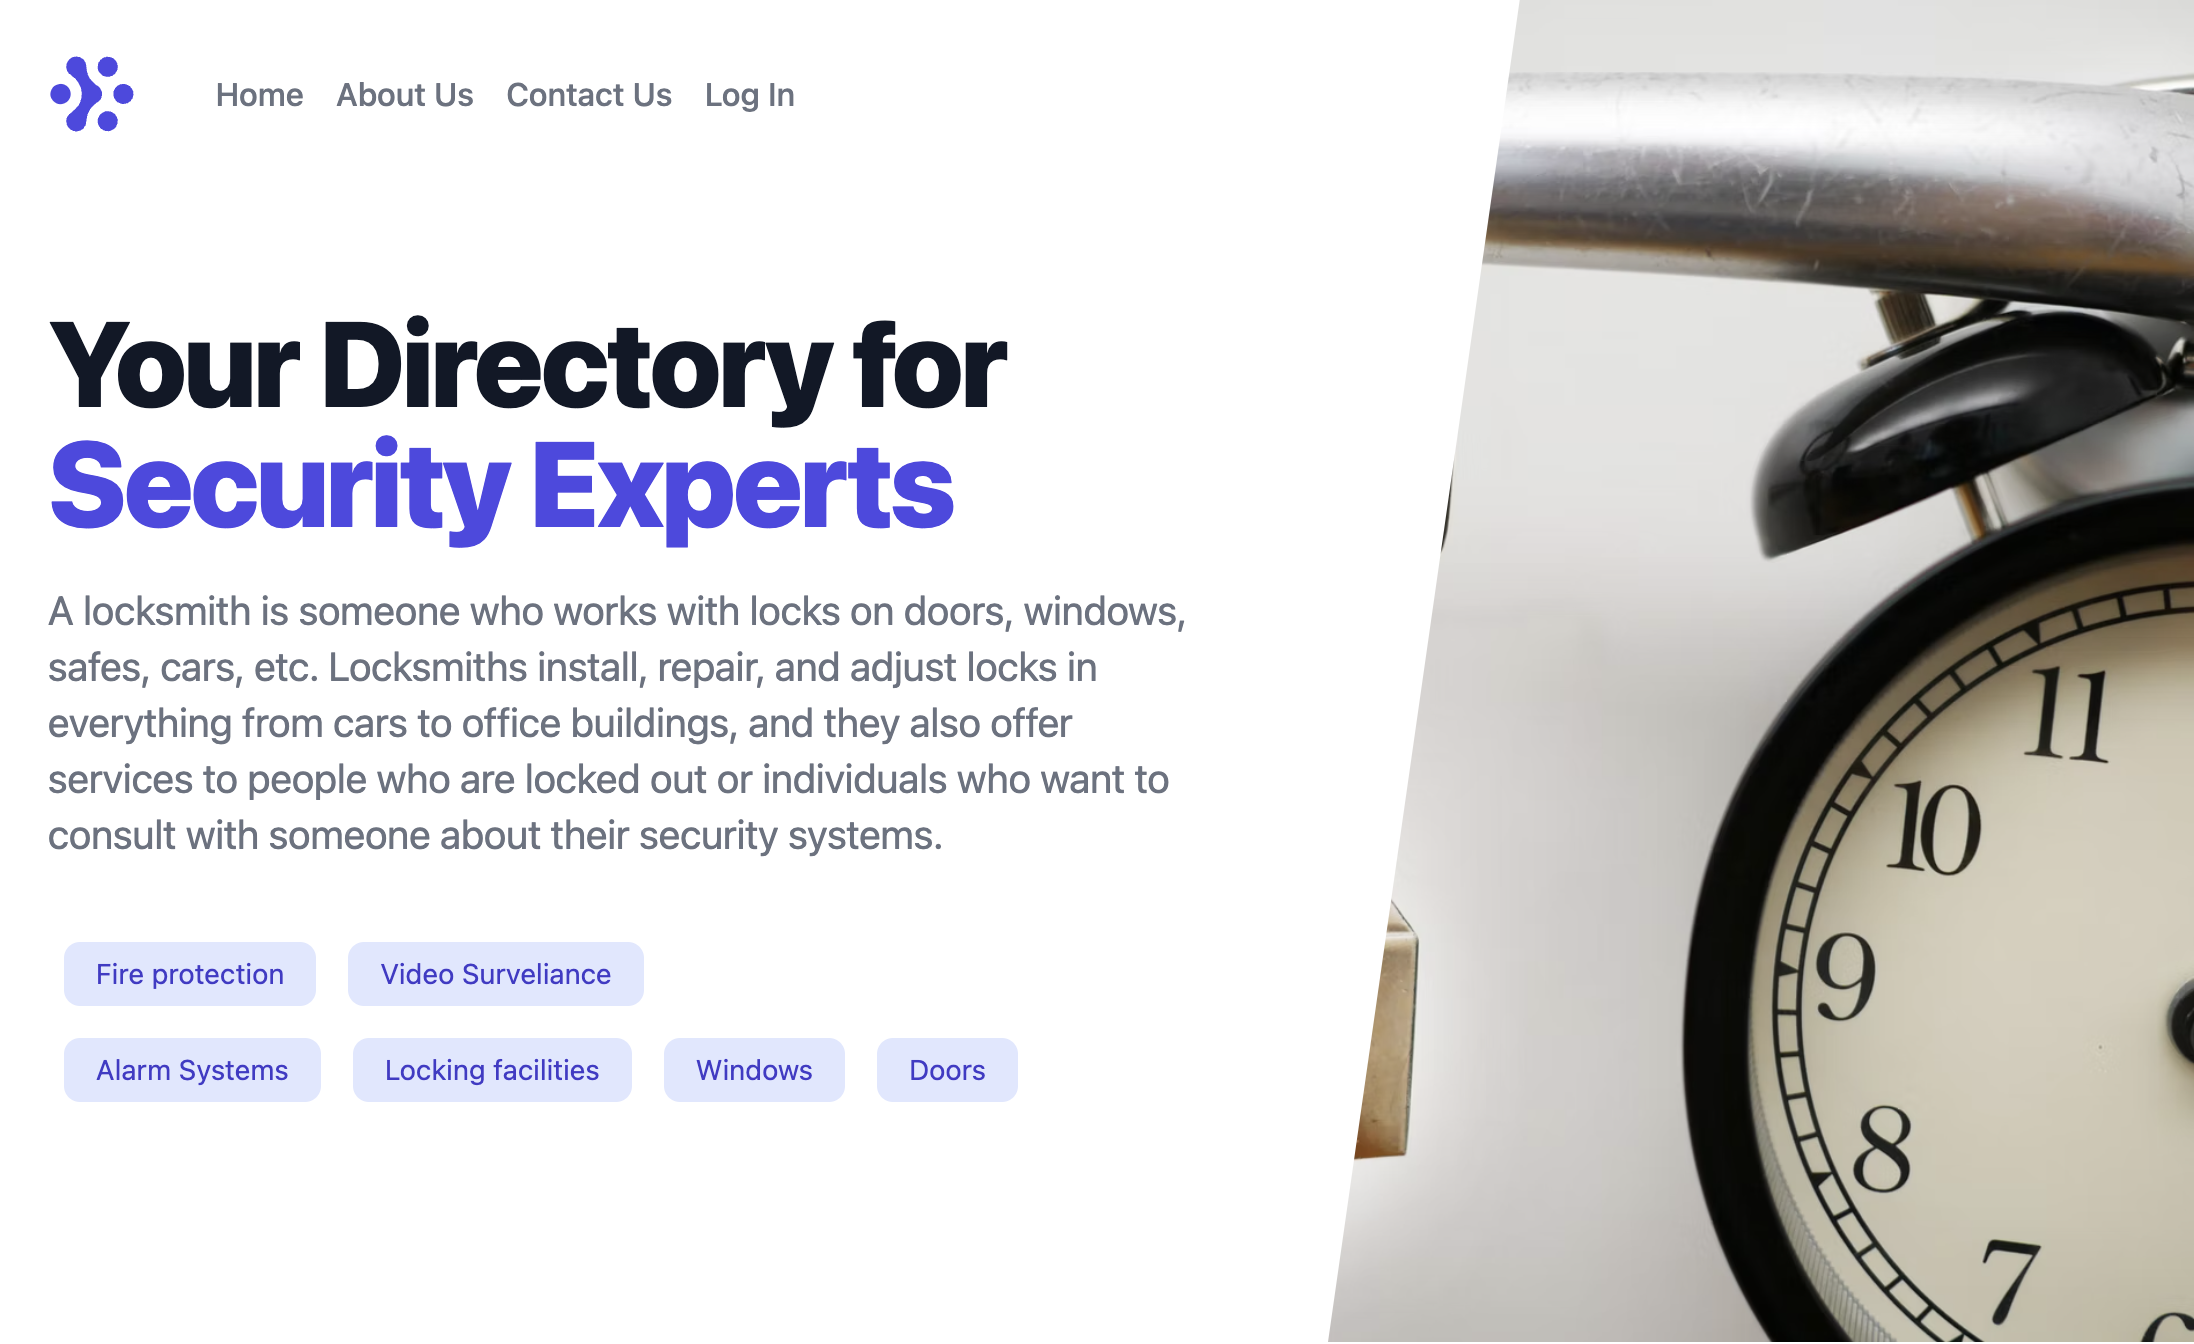 Home About Us Contact Us Log In
Your Directory for
Security Experts
A locksmith is someone who works with locks on doors, windows,
safes, cars, etc. Locksmiths install, repair, and adjust locks in
everything from cars to office buildings, and they also offer
services to people who are locked out or individuals who want to
consult with someone about their security systems.
Fire protection Video Surveliance
Alarm Systems Locking facilities Windows Doors
11
10
9
8
7